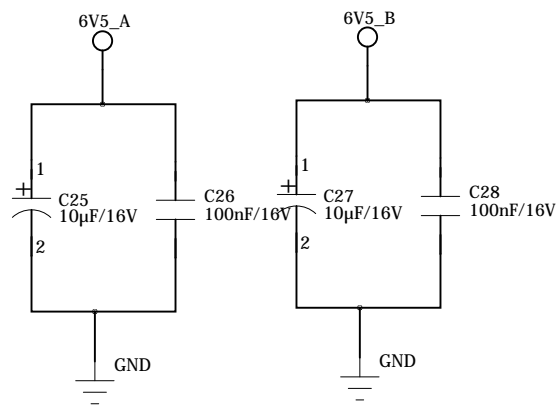 6V5_A
6V5_B
1
C25
10µF/16V
2
C26
100nF/16V
1
C27
10µF/16V
2
C28
100nF/16V
GND
GND